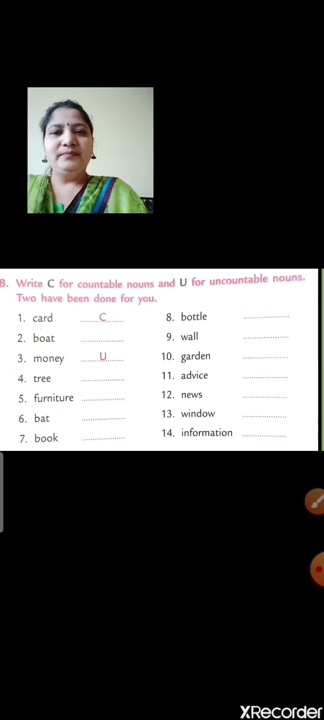 B. Write C for countable nouns and U for uncountable nouns.
Two have been done for you.
1. card ........C........
2. boat ..................
3. money ........U........
4. tree ..................
5. furniture ..................
6. bat ..................
7. book ..................
8. bottle ..................
9. wall ..................
10. garden ..................
11. advice ..................
12. news ..................
13. window ..................
14. information ..................
XRecorder